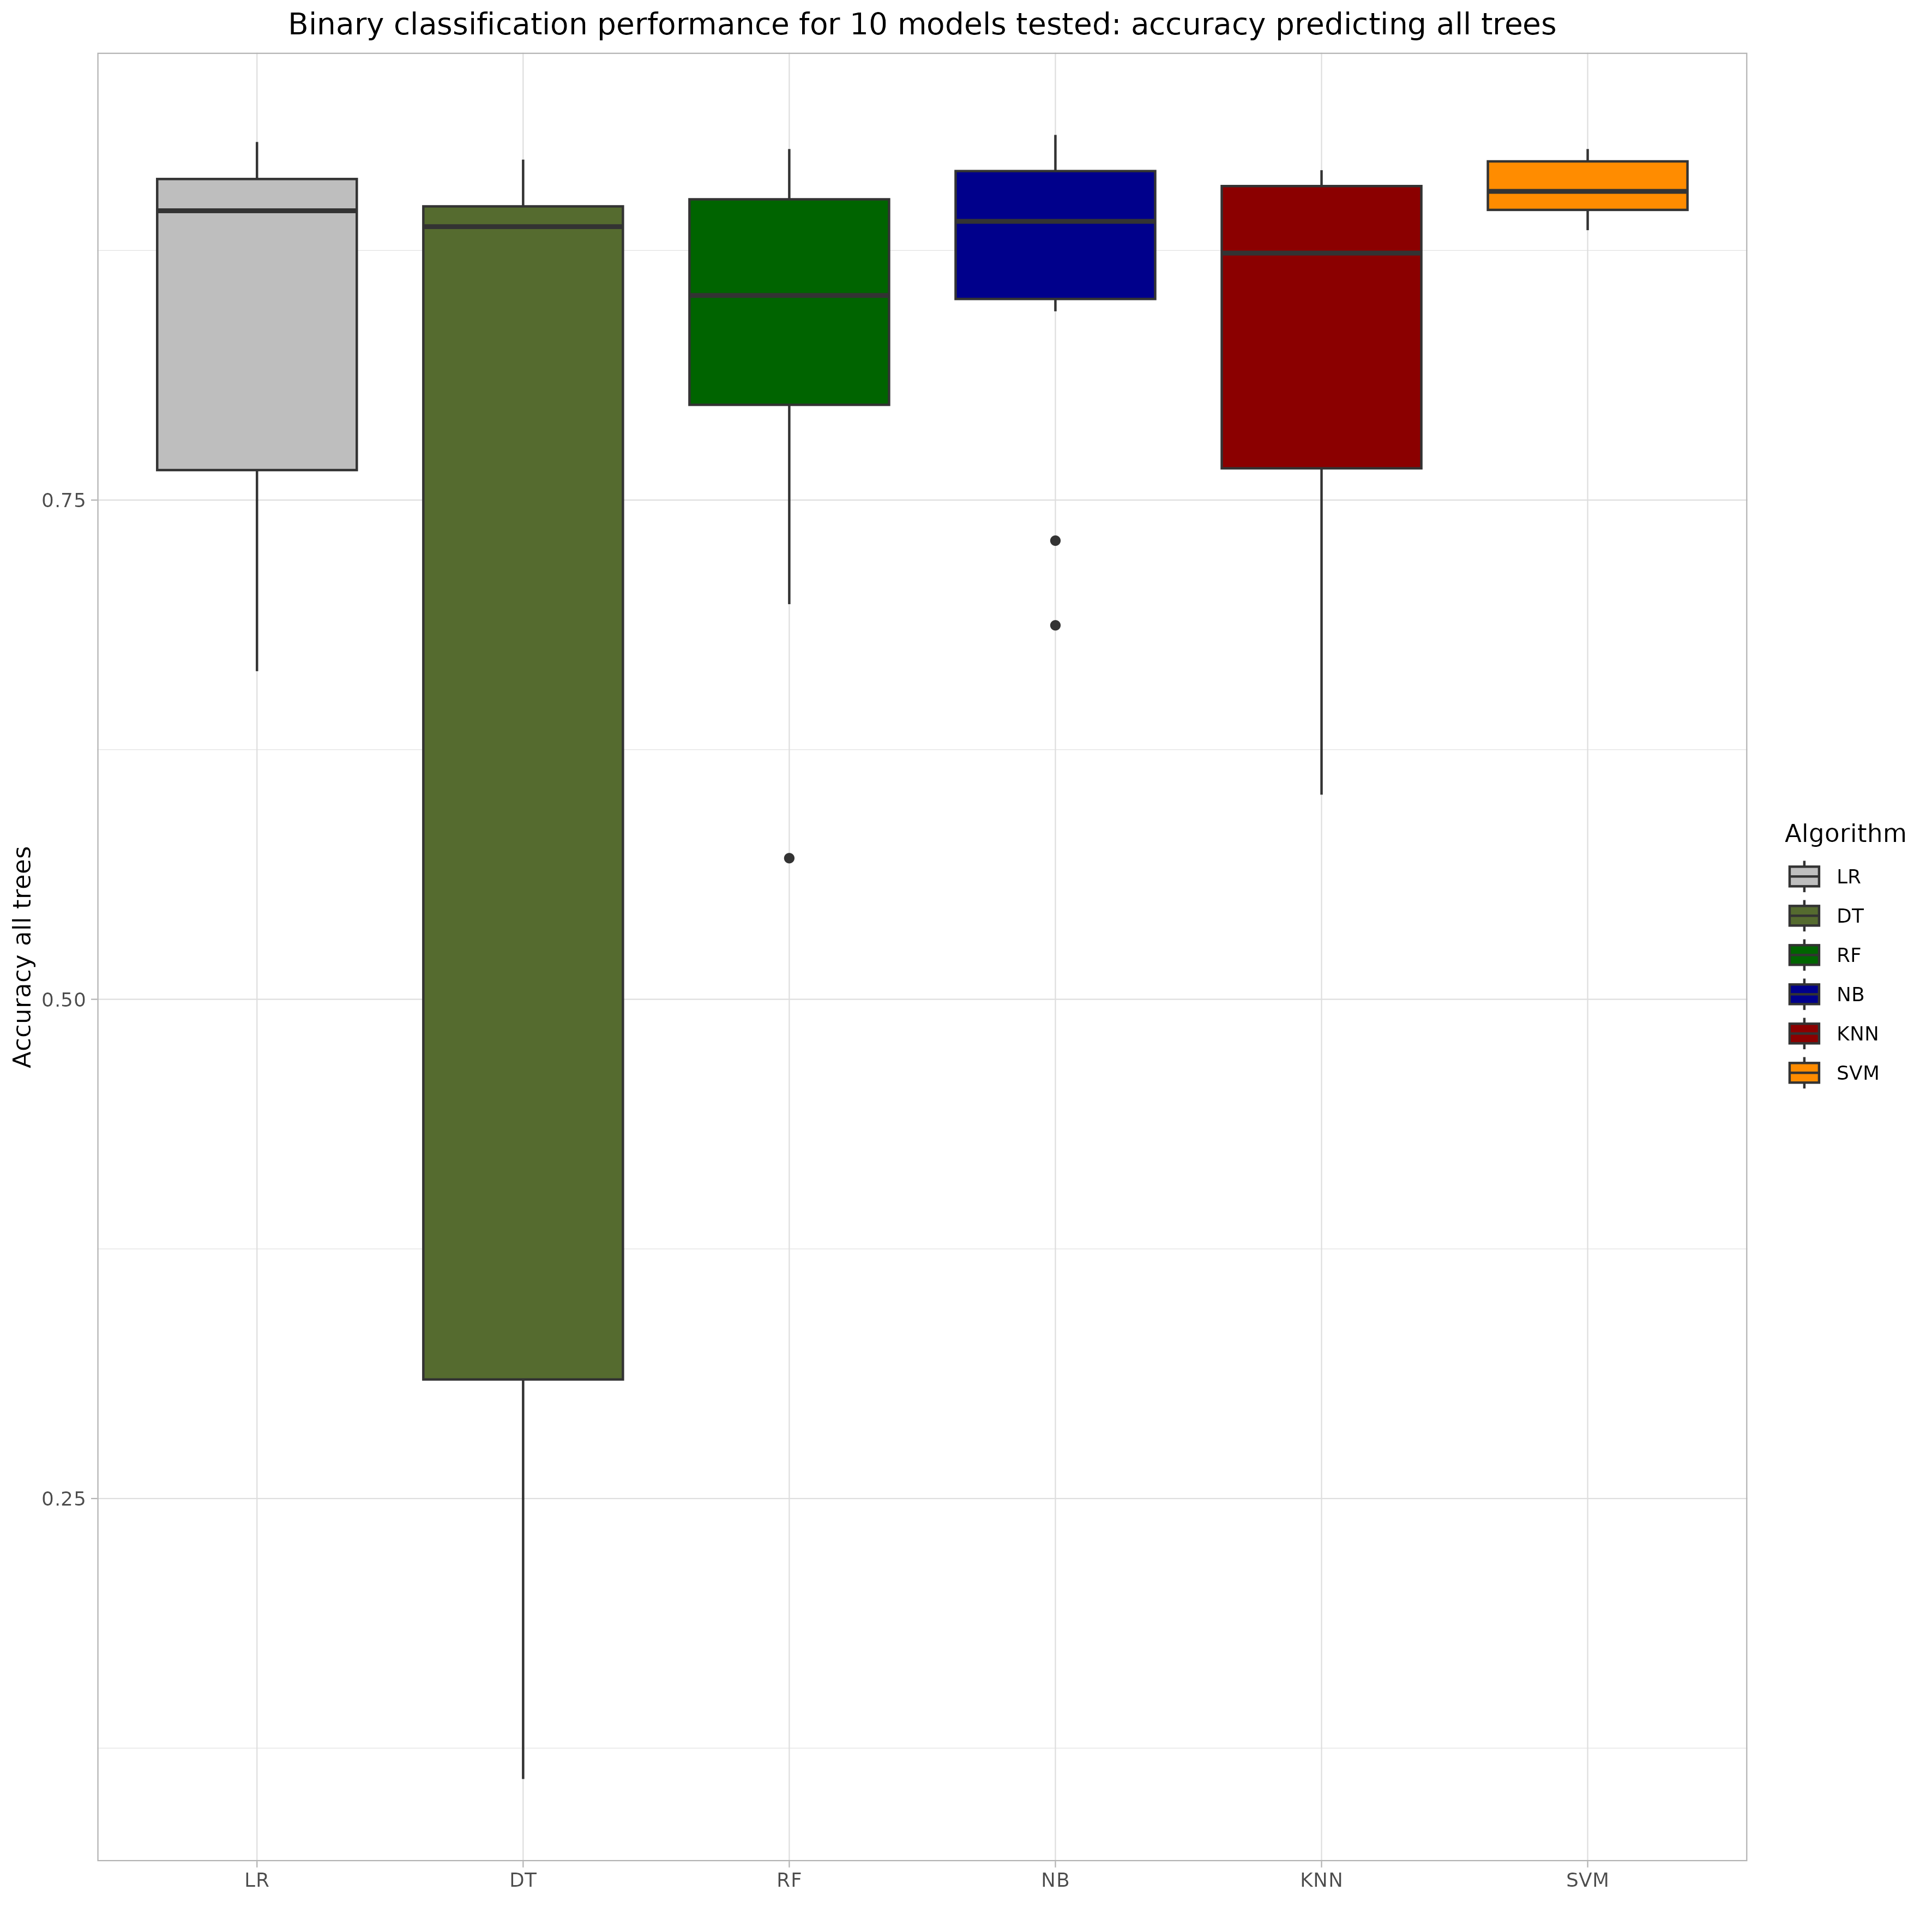 Binary classification performance for 10 models tested: accuracy predicting all trees
Accuracy all trees
0.75
0.50
0.25
LR
DT
RF
NB
KNN
SVM
Algorithm
LR
DT
RF
NB
KNN
SVM